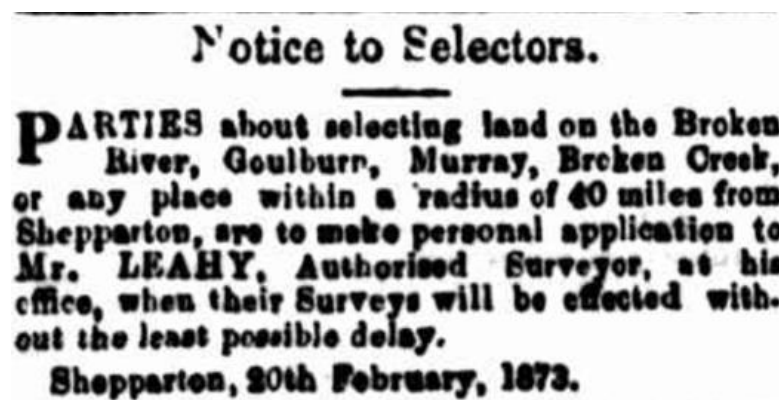 Notice to Selectors.
PARTIES about selecting land on the Broken
River, Goulburn, Murray, Broken Creek,
or any place within a radius of 40 miles from
Shepparton, are to make personal application to
Mr. LEAHY, Authorised Surveyor, at his
office, when their Surveys will be effected with-
out the least possible delay.
Shepparton, 20th February, 1873.